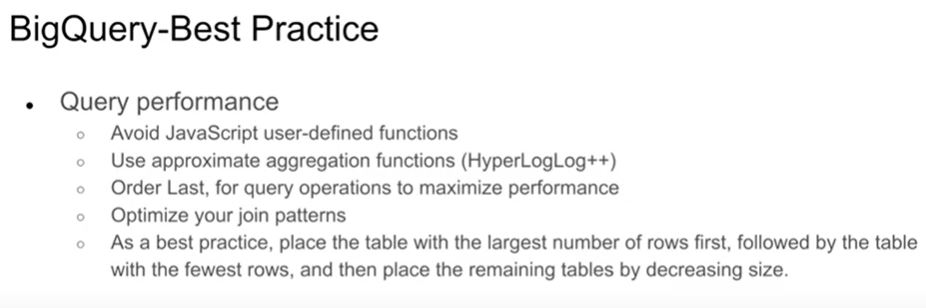 BigQuery-Best Practice
Query performance
Avoid JavaScript user-defined functions
Use approximate aggregation functions (HyperLogLog++)
Order Last, for query operations to maximize performance
Optimize your join patterns
As a best practice, place the table with the largest number of rows first, followed by the table
with the fewest rows, and then place the remaining tables by decreasing size.